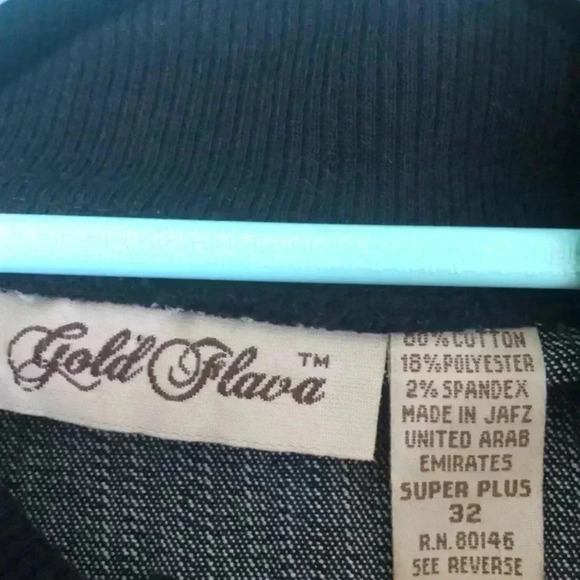 Gold Flava™
80% COTTON
18% POLYESTER
2% SPANDEX
MADE IN JAFZ
UNITED ARAB
EMIRATES
SUPER PLUS
32
R.N. 80146
SEE REVERSE